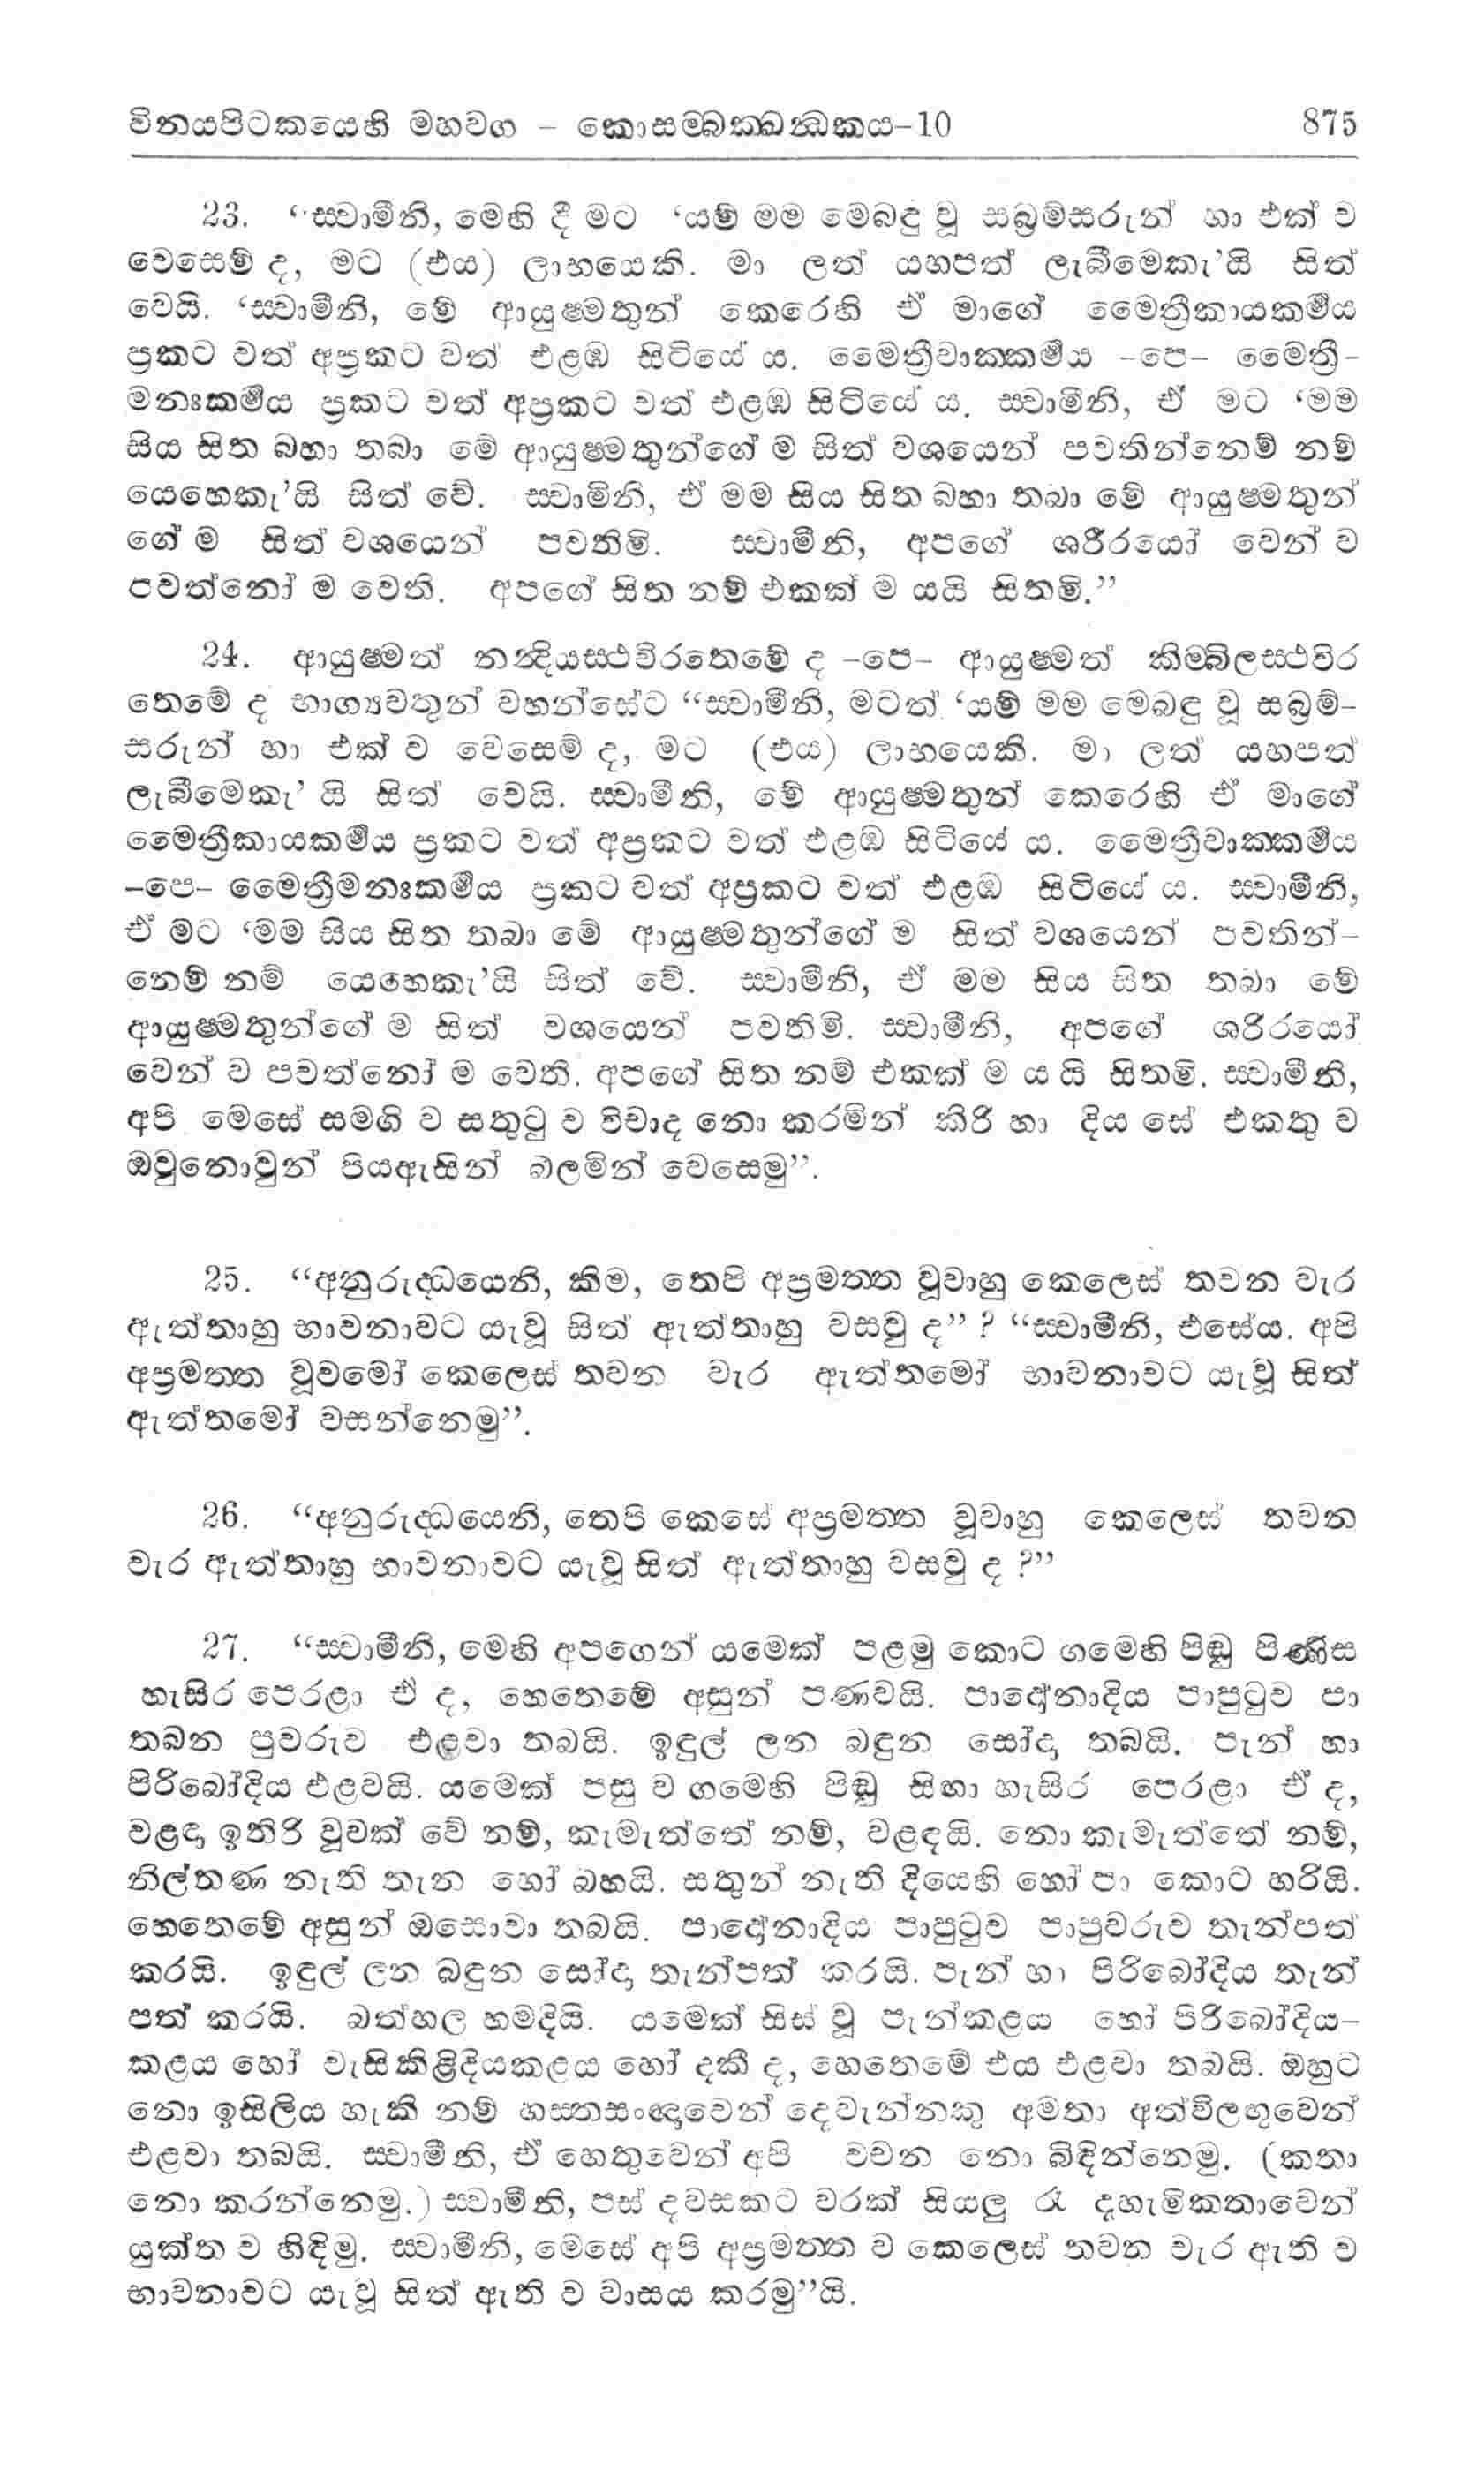 විනයපිටකයෙහි මහවග - කොසම්බක්ඛන්ධකය-10 875
23. “ස්වාමීනි, මෙහි දී මට ‘යම් මම මෙබඳු වූ සබ්‍රම්සරුන් හා එක් ව
වෙසෙම් ද, මට (එය) ලාභයෙකි. මා ලත් යහපත් ලැබීමෙකැ’යි සිත්
වෙයි. ‘ස්වාමීනි, මේ ආයුෂ්මතුන් කෙරෙහි ඒ මාගේ මෛත්‍රීකායකර්‍මය
ප්‍රකට වත් අප්‍රකට වත් එළඹ සිටියේ ය. මෛත්‍රීවාක්කර්‍මය -පෙ- මෛත්‍රී-
මනඃකර්‍මය ප්‍රකට වත් අප්‍රකට වත් එළඹ සිටියේ ය. ස්වාමීනි, ඒ මට ‘මම
සිය සිත බහා තබා මේ ආයුෂ්මතුන්ගේ ම සිත් වශයෙන් පවතින්නෙම් නම්
යෙහෙකැ’යි සිත් වේ. ස්වාමිනි, ඒ මම සිය සිත බහා තබා මේ ආයුෂ්මතුන්
ගේ ම සිත් වශයෙන් පවතිමි. ස්වාමීනි, අපගේ ශරීරයෝ වෙන් ව
පවත්නෝ ම වෙති. අපගේ සිත නම් එකක් ම යයි සිතමි.”
24. ආයුෂ්මත් නන්‍දියස්ථවිරතෙමේ ද -පෙ- ආයුෂ්මත් කිම්බිලස්ථවිර
තෙමේ ද භාග්‍යවතුන් වහන්සේට “ස්වාමීනි, මටත් ‘යම් මම මෙබඳු වූ සබ්‍රම්-
සරුන් හා එක් ව වෙසෙම් ද, මට (එය) ලාභයෙකි. මා ලත් යහපත්
ලැබීමෙකැ’ යි සිත් වෙයි. ස්වාමීනි, මේ ආයුෂ්මතුන් කෙරෙහි ඒ මාගේ
මෛත්‍රීකායකර්‍මය ප්‍රකට වත් අප්‍රකට වත් එළඹ සිටියේ ය. මෛත්‍රීවාක්කර්‍මය
-පෙ- මෛත්‍රීමනඃකර්‍මය ප්‍රකට වත් අප්‍රකට වත් එළඹ සිටියේ ය. ස්වාමීනි,
ඒ මට ‘මම සිය සිත තබා මේ ආයුෂ්මතුන්ගේ ම සිත් වශයෙන් පවතින්-
නෙම් නම් යෙහෙකැ’යි සිත් වේ. ස්වාමීනි, ඒ මම සිය සිත තබා මේ
ආයුෂ්මතුන්ගේ ම සිත් වශයෙන් පවතිමි. ස්වාමීනි, අපගේ ශරීරයෝ
වෙන් ව පවත්නෝ ම වෙති. අපගේ සිත නම් එකක් ම ය යි සිතමි. ස්වාමීනි,
අපි මෙසේ සමගි ව සතුටු ව විවාද නො කරමින් කිරි හා දිය සේ එකතු ව
ඔවුනොවුන් පියඇසින් බලමින් වෙසෙමු”.
25. “අනුරුද්ධයෙනි, කිම, තෙපි අප්‍රමත්ත වූවාහු කෙලෙස් තවන වැර
ඇත්තාහු භාවනාවට යැවූ සිත් ඇත්තාහු වසවු ද” ? “ස්වාමීනි, එසේය. අපි
අප්‍රමත්ත වූවමෝ කෙලෙස් තවන වැර ඇත්තමෝ භාවනාවට යැවූ සිත්
ඇත්තමෝ වසන්නෙමු”.
26. “අනුරුද්ධයෙනි, තෙපි කෙසේ අප්‍රමත්ත වූවාහු කෙලෙස් තවන
වැර ඇත්තාහු භාවනාවට යැවූ සිත් ඇත්තාහු වසවු ද ?”
27. “ස්වාමීනි, මෙහි අපගෙන් යමෙක් පළමු කොට ගමෙහි පිඬු පිණිස
හැසිර පෙරළා ඒ ද, හෙතෙමේ අසුන් පණවයි. පාදෝනාදිය පාපුටුව පා
තබන පුවරුව එළවා තබයි. ඉඳුල් ලන බඳුන සෝදා තබයි. පැන් හා
පිරිබෝදිය එළවයි. යමෙක් පසු ව ගමෙහි පිඬු සිඟා හැසිර පෙරළා ඒ ද,
වළඳා ඉතිරි වූවක් වේ නම්, කැමැත්තේ නම්, වළඳයි. නො කැමැත්තේ නම්,
නිල්තණ නැති තැන හෝ බහයි. සතුන් නැති දියෙහි හෝ පා කොට හරියි.
හෙතෙමේ අසුන් ඔසොවා තබයි. පාදෝනාදිය පාපුටුව පාපුවරුව තැන්පත්
කරයි. ඉඳුල් ලන බඳුන සෝදා තැන්පත් කරයි. පැන් හා පිරිබෝදිය තැන්
පත් කරයි. බත්හල හමදියි. යමෙක් සිස් වූ පැන්කළය හෝ පිරිබෝදිය-
කළය හෝ වැසිකිළිදියකළය හෝ දකී ද, හෙතෙමේ එය එළවා තබයි. ඔහුට
නො ඉසිලිය හැකි නම් හස්තසංඥාවෙන් දෙවැන්නකු අමතා අත්විලඟුවෙන්
එළවා තබයි. ස්වාමීනි, ඒ හෙතුවෙන් අපි වචන නො බිඳින්නෙමු. (කතා
නො කරන්නෙමු.) ස්වාමීනි, පස් දවසකට වරක් සියලු රෑ දැහැමිකතාවෙන්
යුක්ත ව හිඳිමු. ස්වාමීනි, මෙසේ අපි අප්‍රමත්ත ව කෙලෙස් තවන වැර ඇති ව
භාවනාවට යැවූ සිත් ඇති ව වාසය කරමු”යි.